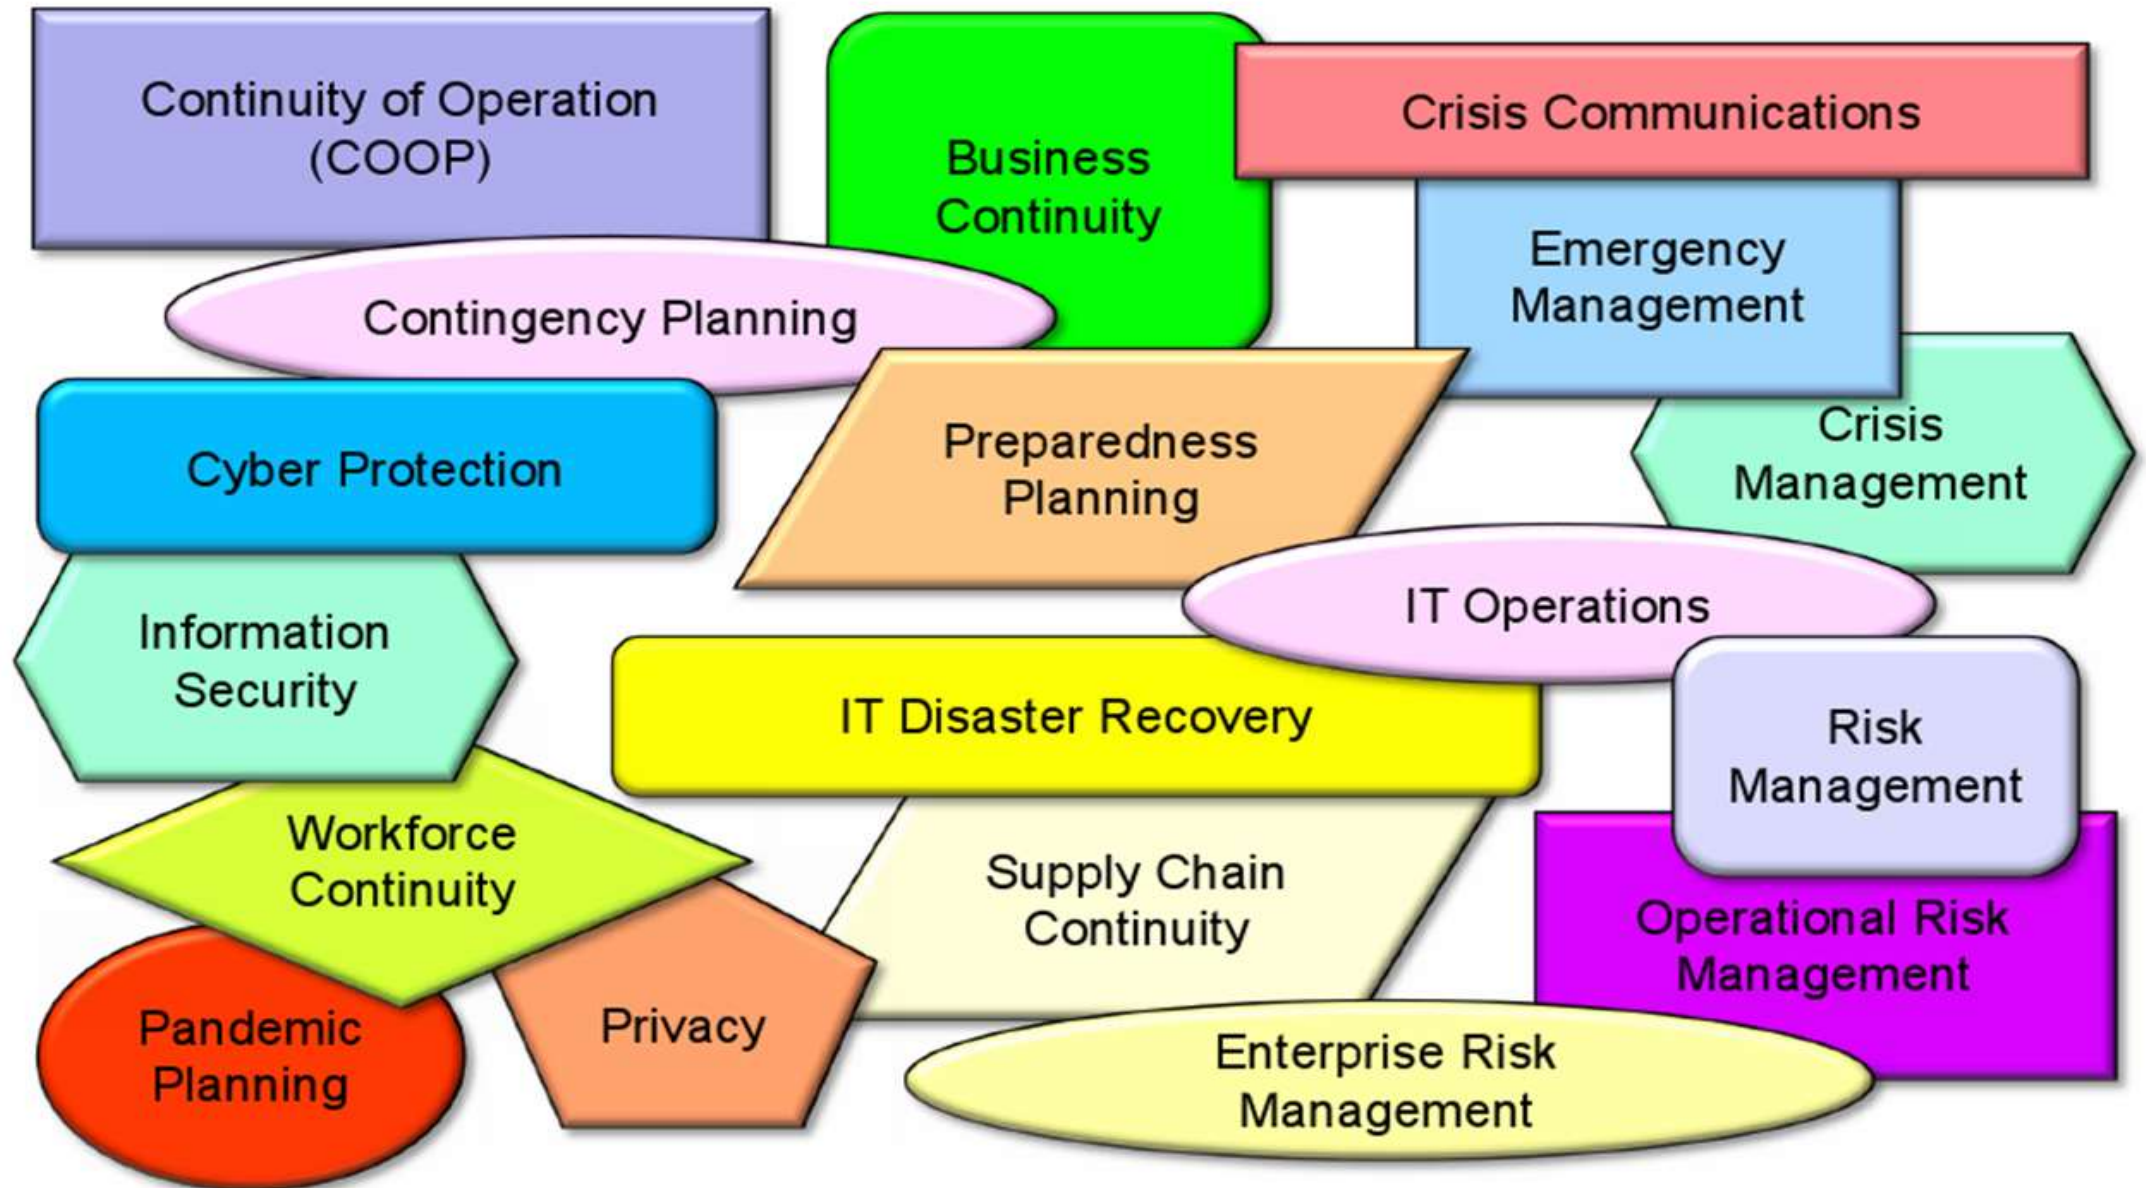 Continuity of Operation
(COOP)
Business
Continuity
Crisis Communications
Emergency
Management
Contingency Planning
Cyber Protection
Preparedness
Planning
Crisis
Management
Information
Security
IT Operations
IT Disaster Recovery
Risk
Management
Workforce
Continuity
Supply Chain
Continuity
Operational Risk
Management
Pandemic
Planning
Privacy
Enterprise Risk
Management